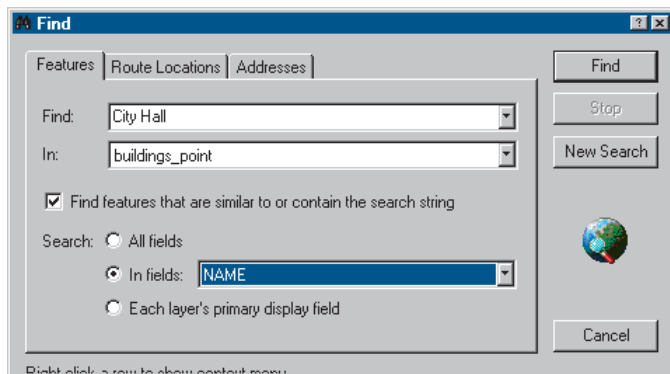 Find
Features Route Locations Addresses
Find: City Hall
In: buildings_point
Find features that are similar to or contain the search string
Search: All fields
In fields: NAME
Each layer's primary display field
Find
Stop
New Search
Cancel
Right-click a row to show context menu